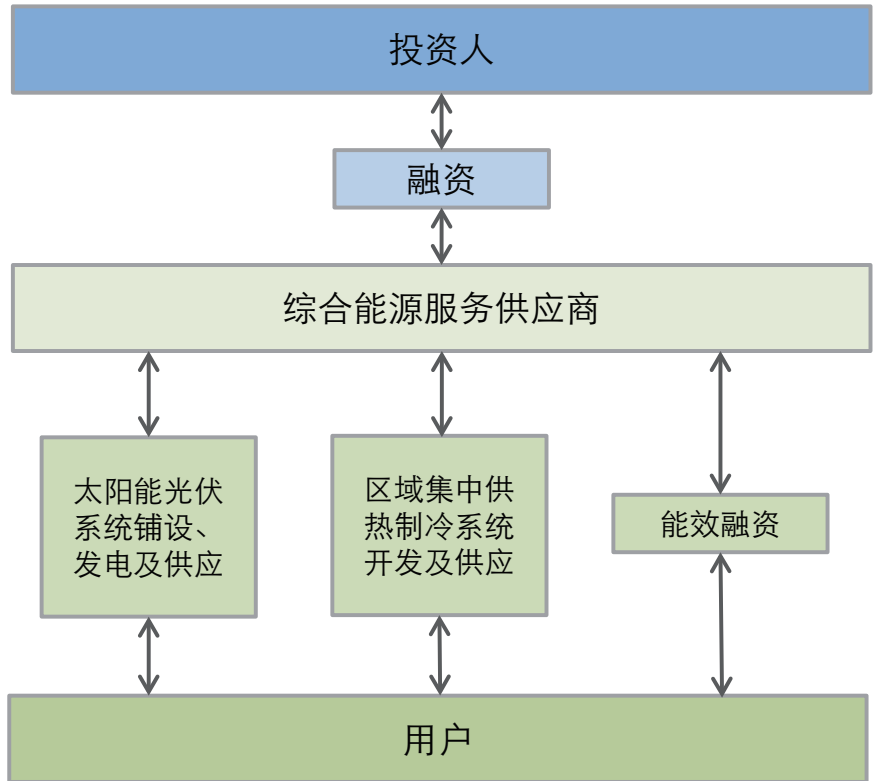 投资人
融资
综合能源服务供应商
太阳能光伏
系统铺设、
发电及供应
区域集中供
热制冷系统
开发及供应
能效融资
用户